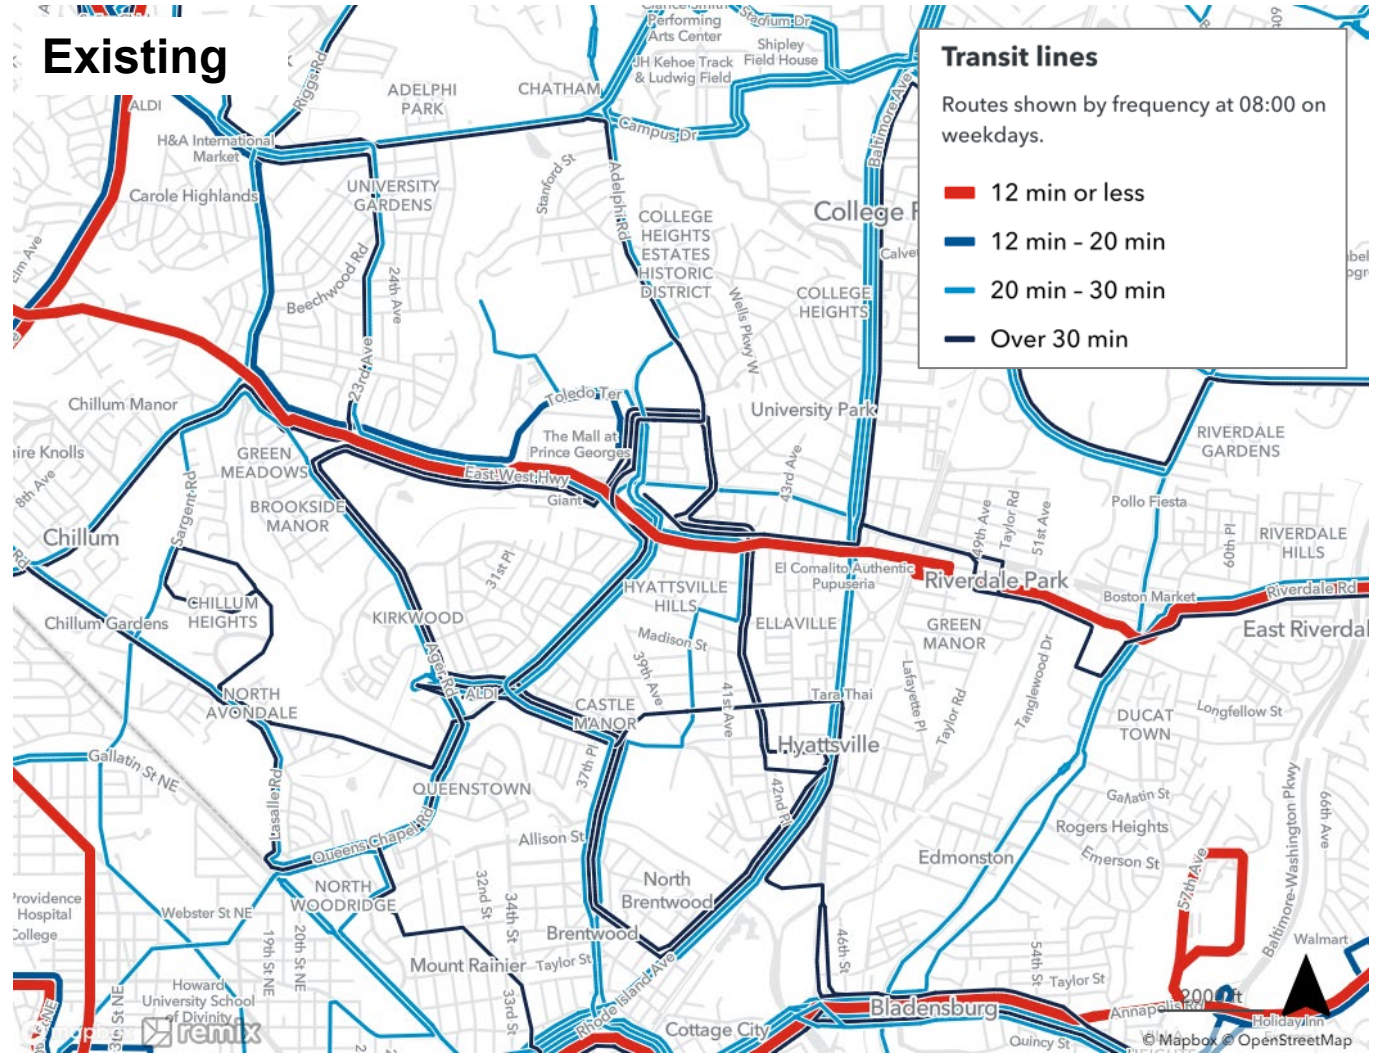 Existing
Transit lines
Routes shown by frequency at 08:00 on
weekdays.
12 min or less
12 min – 20 min
20 min – 30 min
Over 30 min
Performing
Arts Center
Stadium Dr
Shipley
Field House
JH Kehoe Track
& Ludwig Field
Riggs Rd
ADELPHI
PARK
CHATHAM
ALDI
Campus Dr
Baltimore Ave
H&A International
Market
Carole Highlands
UNIVERSITY
GARDENS
Stanford St
Adelphi Rd
COLLEGE
HEIGHTS
ESTATES
HISTORIC
DISTRICT
College
Beechwood Rd
24th Ave
Wells Pkwy W
COLLEGE
HEIGHTS
23rd Ave
Chillum Manor
Toledo Ter
University Park
The Mall at
Prince Georges
GREEN
MEADOWS
East-West Hwy
Giant
43rd Ave
RIVERDALE
GARDENS
8th Ave
Sargent Rd
BROOKSIDE
MANOR
Pollo Fiesta
49th Ave
Taylor Rd
51st Ave
60th Pl
RIVERDALE
HILLS
Chillum
31st Pl
El Comalito Authentic
Pupuseria
Riverdale Park
Boston Market
Riverdale Rd
HYATTSVILLE
HILLS
CHILLUM
HEIGHTS
Chillum Gardens
KIRKWOOD
Madison St
ELLAVILLE
GREEN
MANOR
East Riverdal
Ager Rd
39th Ave
41st Ave
Tanglewood Dr
Lafayette Pl
Taylor Rd
NORTH
AVONDALE
ALDI
CASTLE
MANOR
Tara Thai
Longfellow St
DUCAT
TOWN
Hyattsville
Gallatin St NE
37th Pl
Lasalle Rd
QUEENSTOWN
42nd Pl
Gallatin St
Queens Chapel Rd
Allison St
Rogers Heights
Emerson St
Edmonston
Baltimore-Washington Pkwy
66th Ave
57th Ave
Providence
Hospital
College
NORTH
WOODRIDGE
32nd St
34th St
North
Brentwood
Webster St NE
19th St NE
20th St NE
Brentwood
46th St
54th St
Walmart
Mount Rainier
Taylor St
Taylor St
Howard
University School
of Divinity
33rd St
Rhode Island Ave
Bladensburg
Annapolis Rd
2000 ft
Holiday Inn
13th St NE
mapbox
remix
Cottage City
Quincy St
© Mapbox © OpenStreetMap